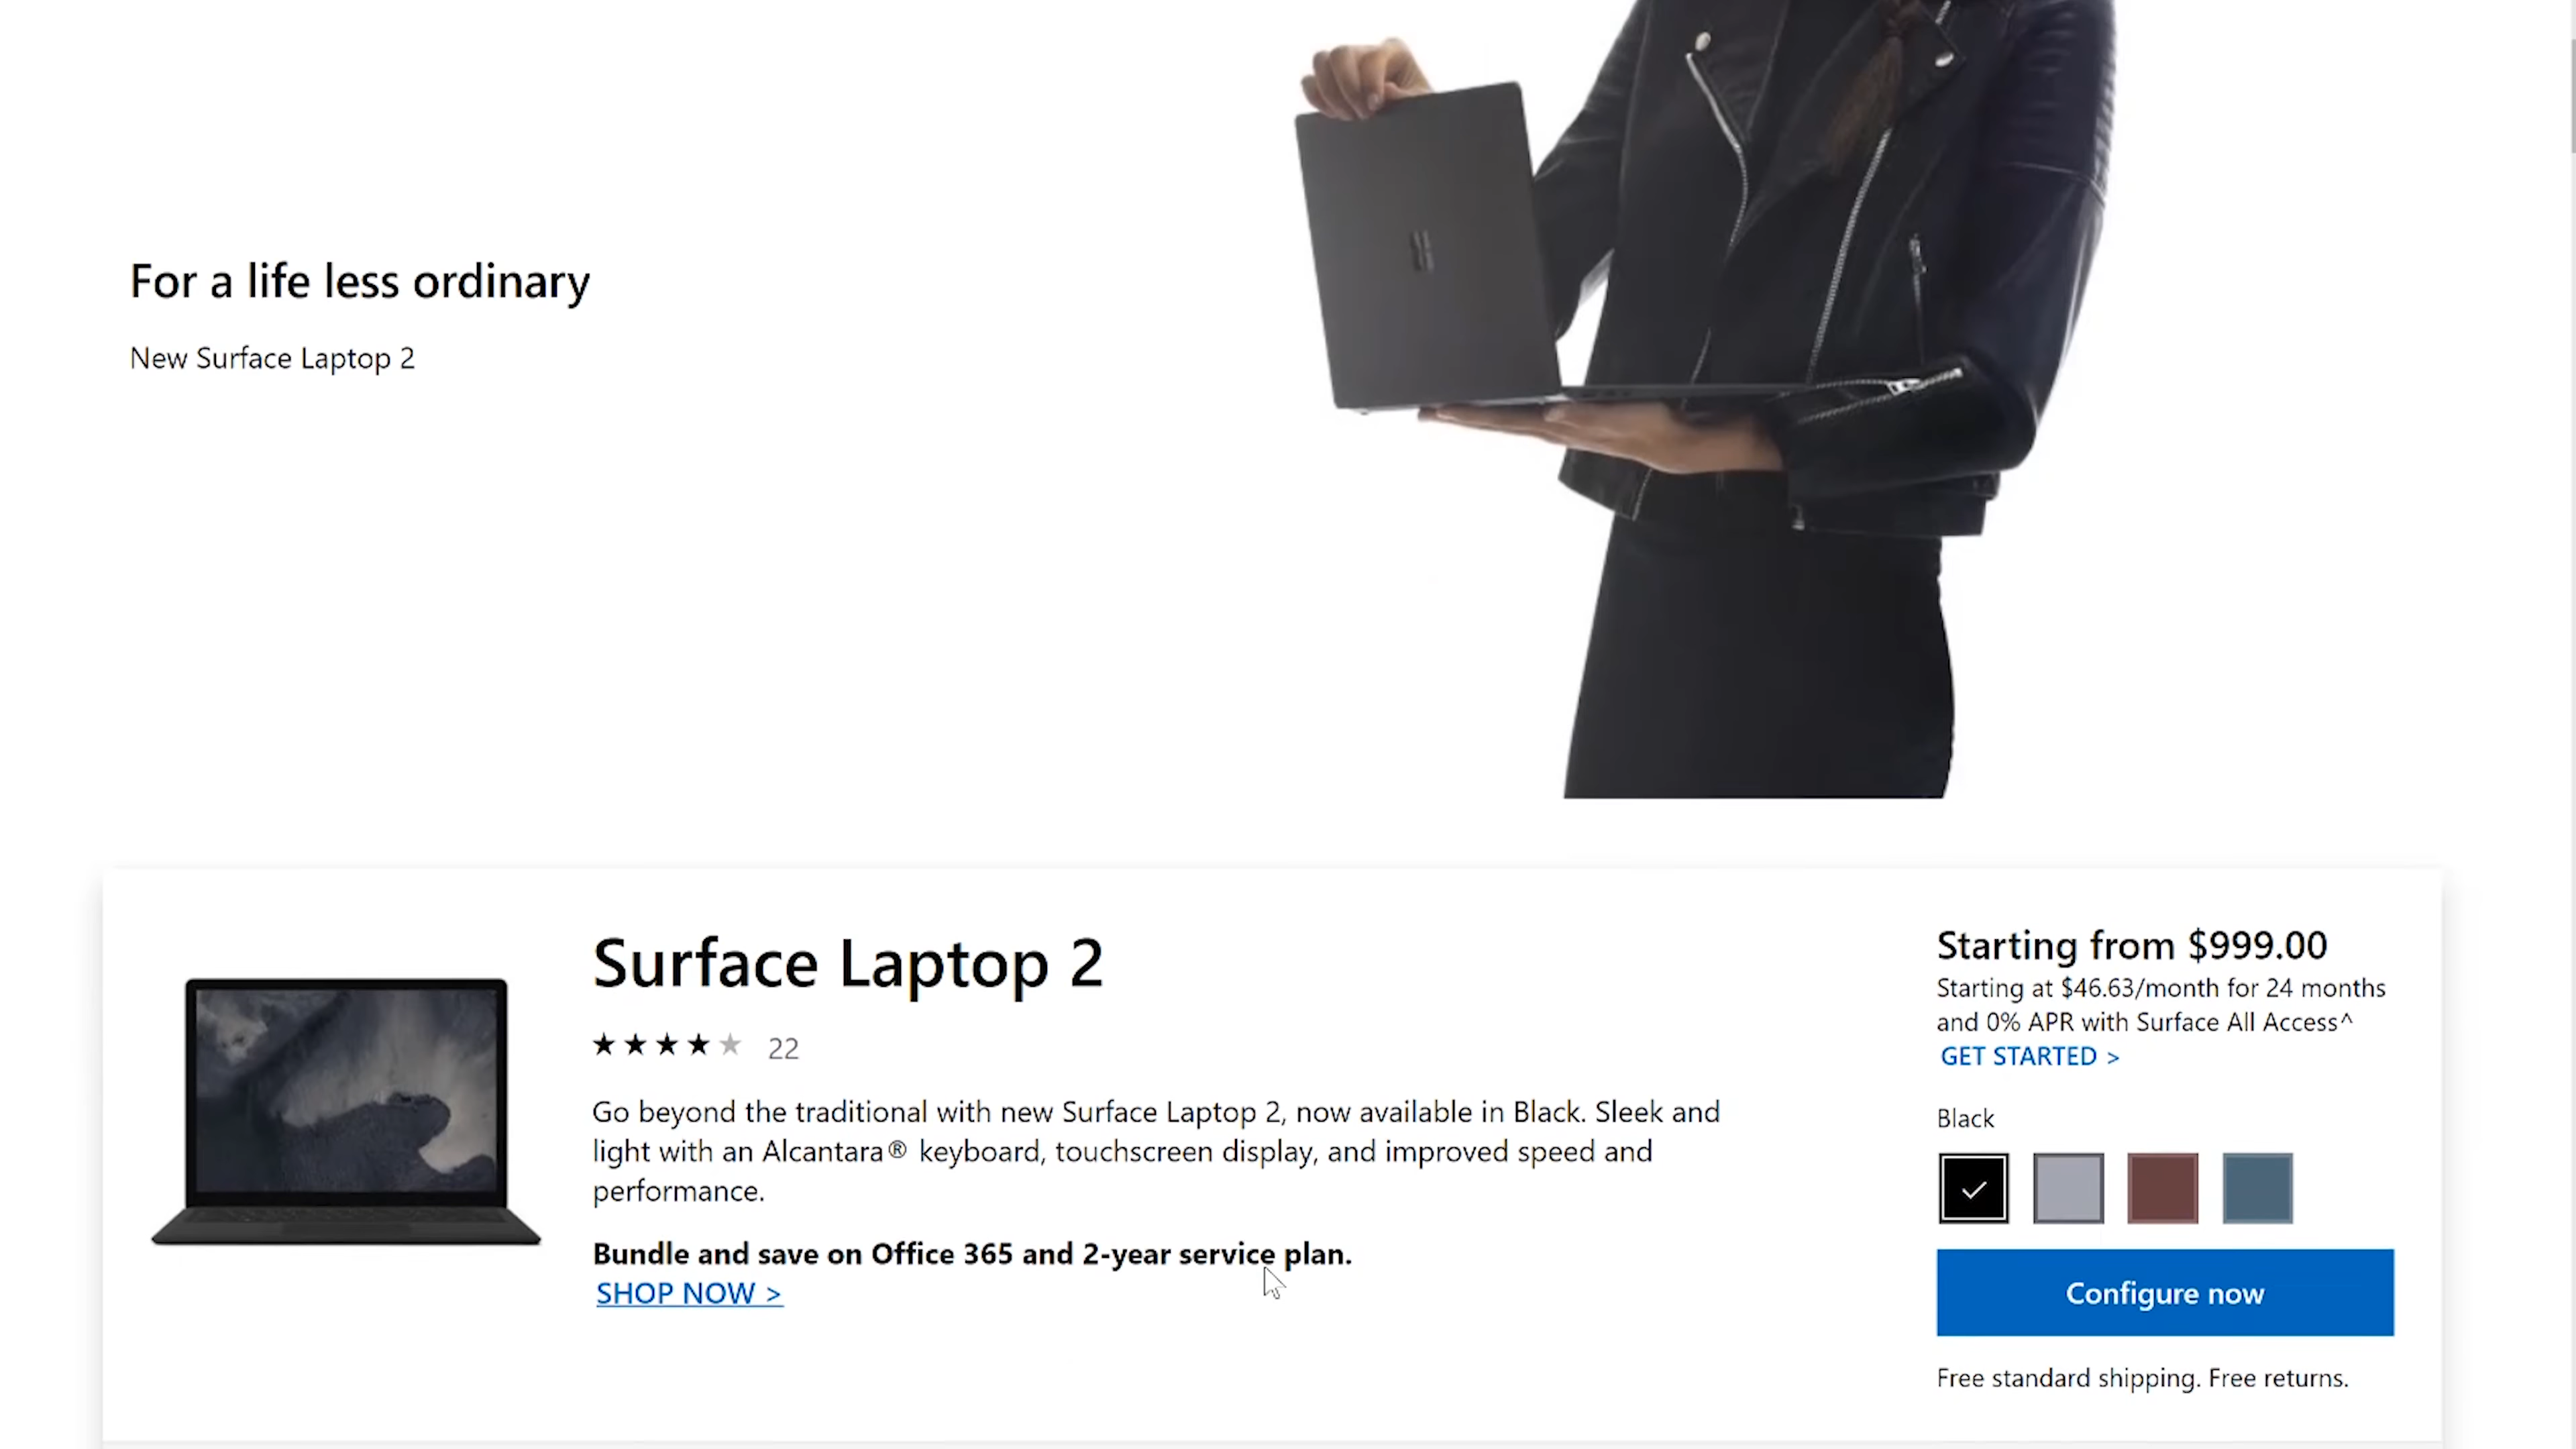 For a life less ordinary
New Surface Laptop 2
Surface Laptop 2
22
Go beyond the traditional with new Surface Laptop 2, now available in Black. Sleek and
light with an Alcantara® keyboard, touchscreen display, and improved speed and
performance.
Bundle and save on Office 365 and 2-year service plan.
SHOP NOW >
Starting from $999.00
Starting at $46.63/month for 24 months
and 0% APR with Surface All Access^
GET STARTED >
Black
Configure now
Free standard shipping. Free returns.